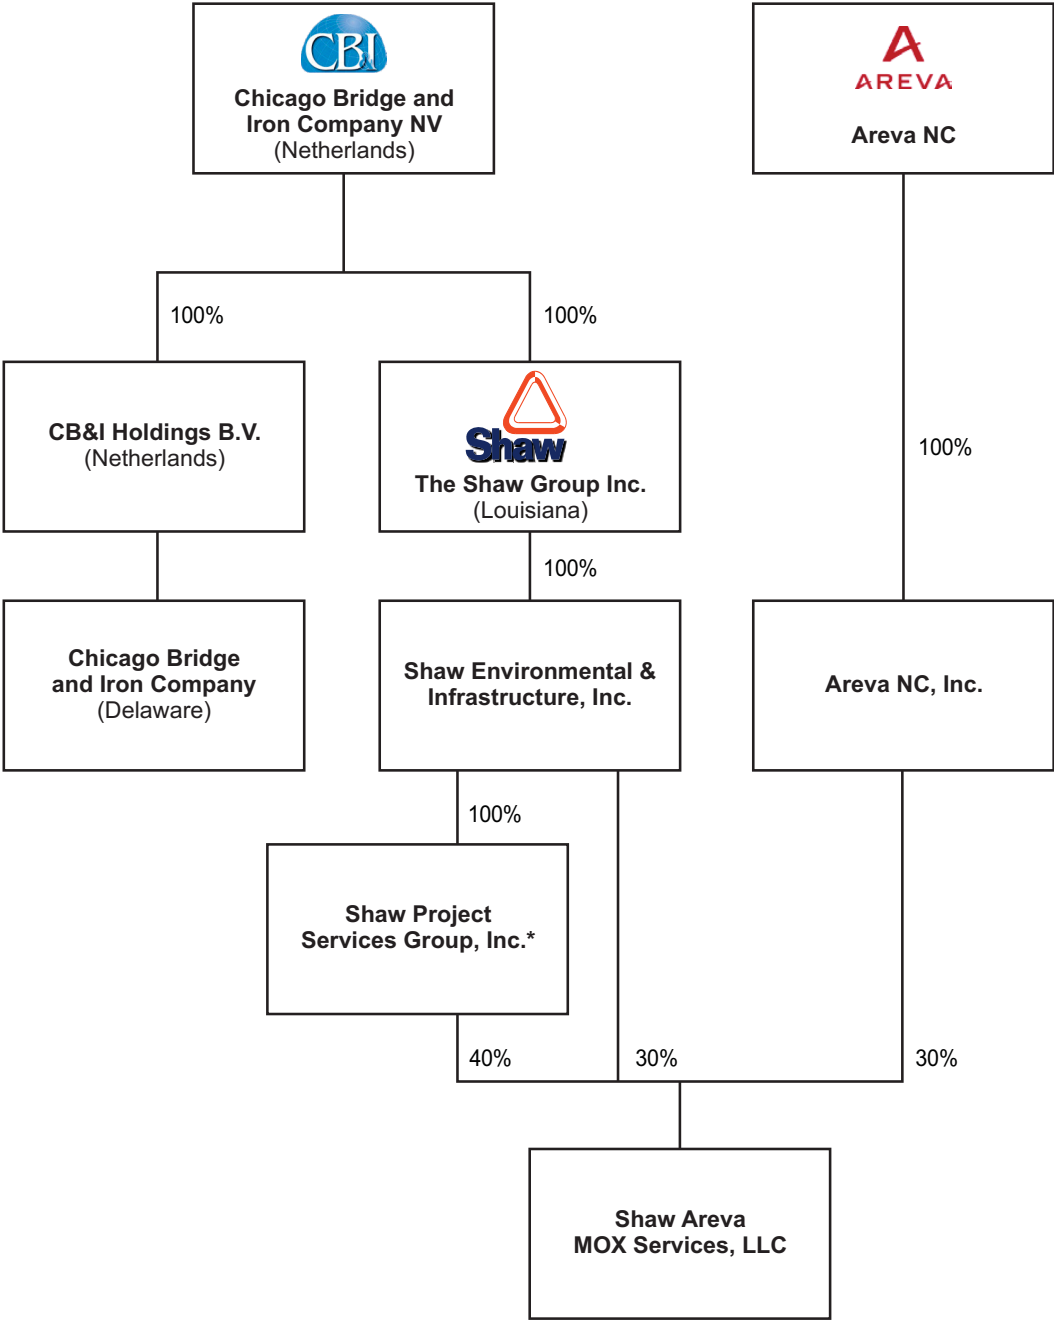 CB&I
Chicago Bridge and
Iron Company NV
(Netherlands)
AREVA
Areva NC
100%
100%
CB&I Holdings B.V.
(Netherlands)
Shaw
The Shaw Group Inc.
(Louisiana)
100%
100%
Chicago Bridge
and Iron Company
(Delaware)
Shaw Environmental &
Infrastructure, Inc.
Areva NC, Inc.
100%
Shaw Project
Services Group, Inc.*
40%
30%
30%
Shaw Areva
MOX Services, LLC